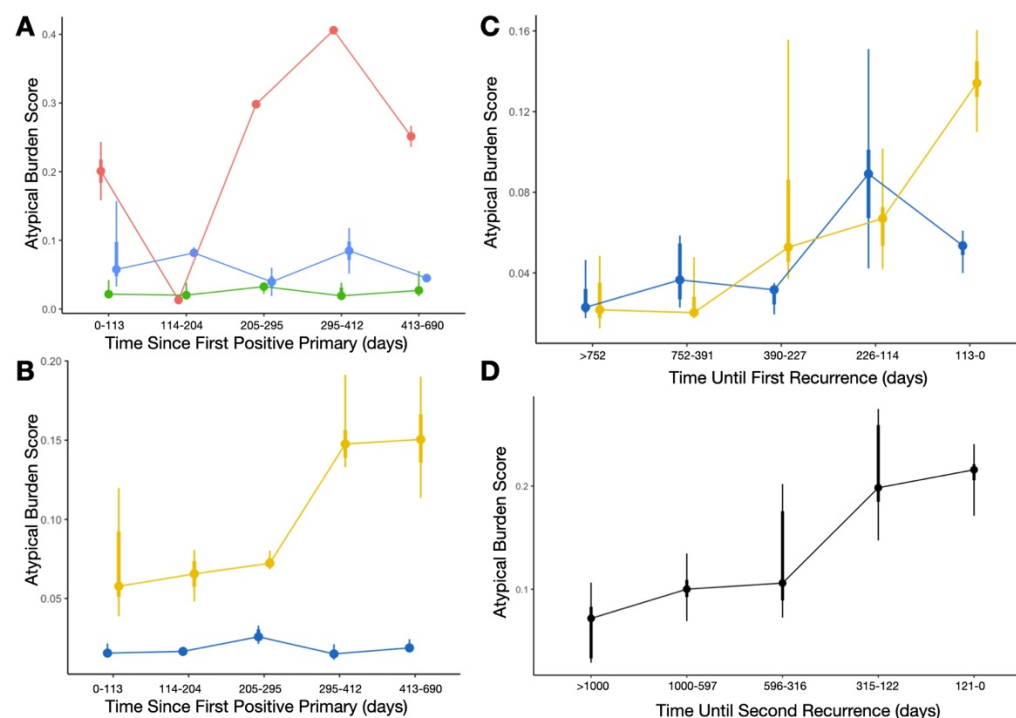 A
Atypical Burden Score
0.4
0.3
0.2
0.1
0.0
0-113 114-204 205-295 295-412 413-690
Time Since First Positive Primary (days)
B
Atypical Burden Score
0.20
0.15
0.10
0.05
0-113 114-204 205-295 295-412 413-690
Time Since First Positive Primary (days)
C
Atypical Burden Score
0.16
0.12
0.08
0.04
>752 752-391 390-227 226-114 113-0
Time Until First Recurrence (days)
D
Atypical Burden Score
0.2
0.1
>1000 1000-597 596-316 315-122 121-0
Time Until Second Recurrence (days)